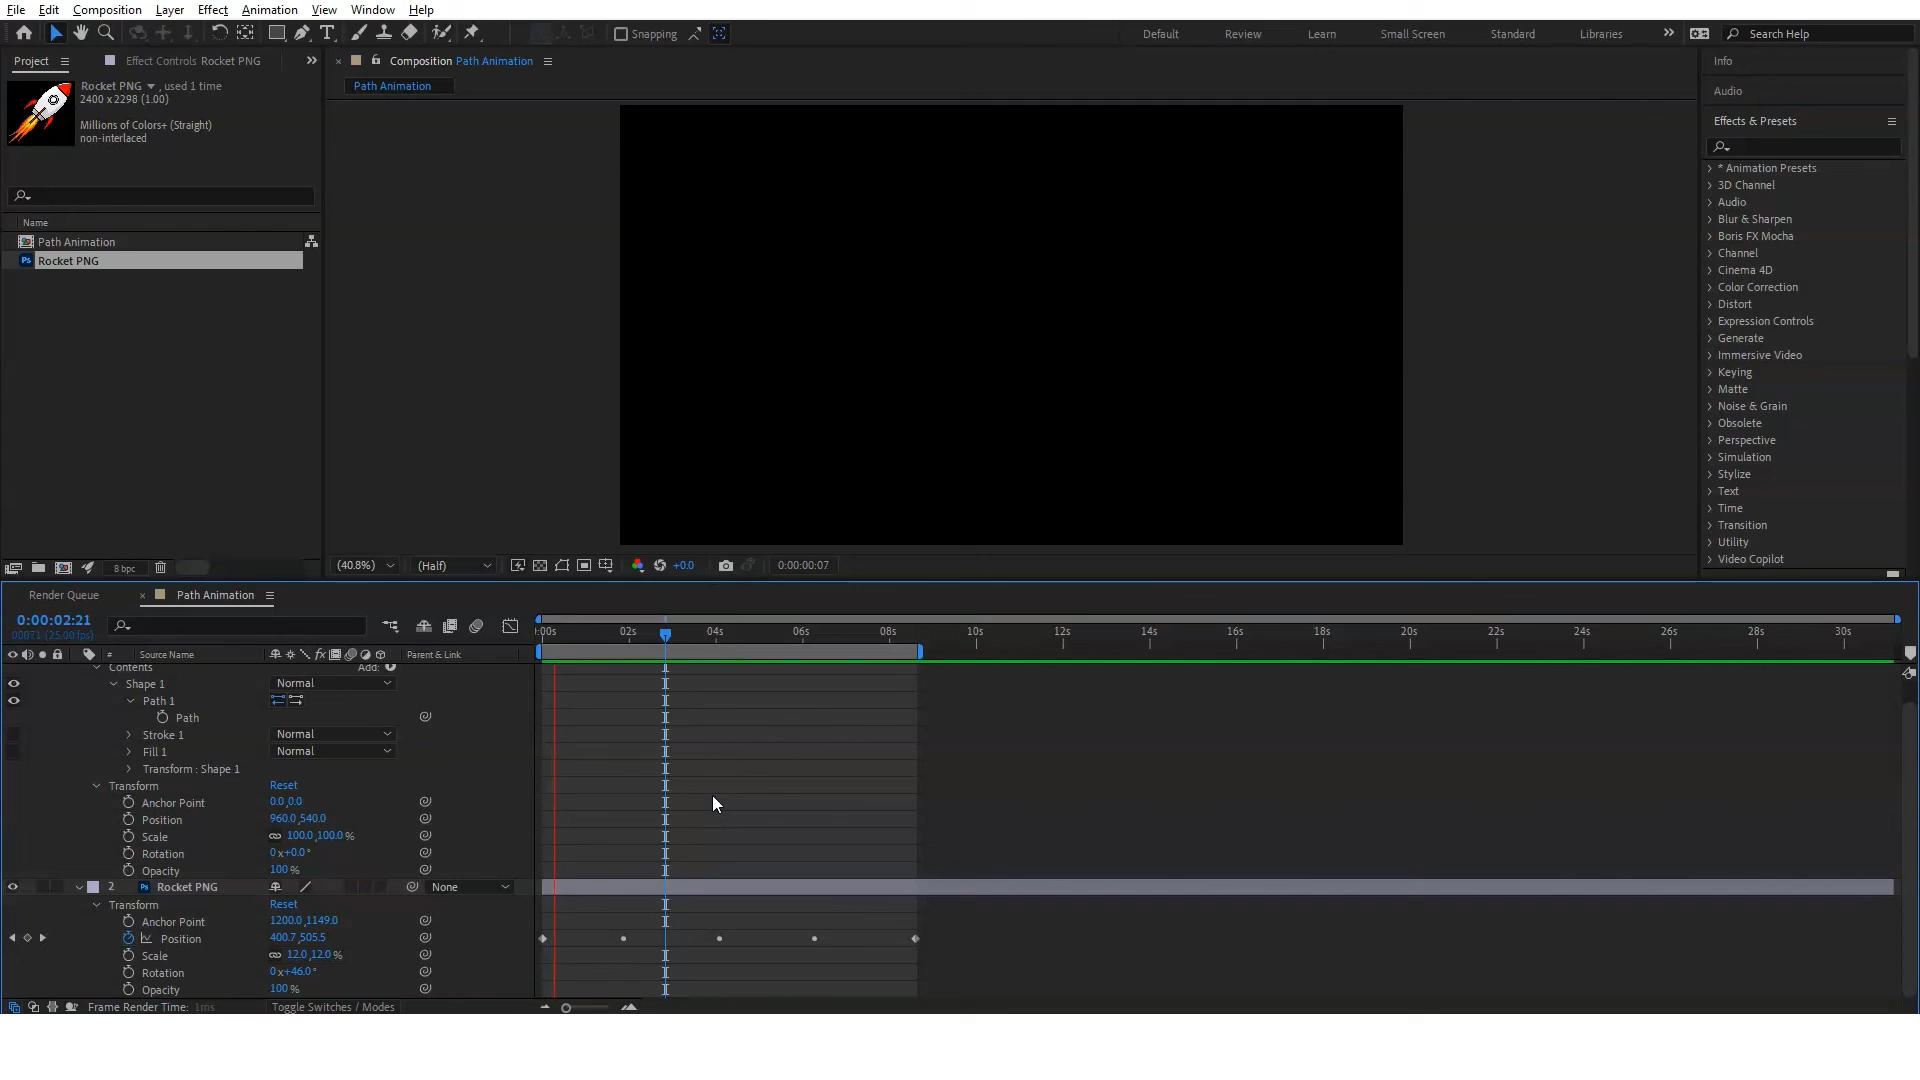 File Edit Composition Layer Effect Animation View Window Help
Snapping
Default Review Learn Small Screen Standard Libraries Search Help
Project Effect Controls Rocket PNG
Composition Path Animation
Info
Rocket PNG , used 1 time
2400 x 2298 (1.00)
Path Animation
Audio
Millions of Colors+ (Straight)
non-interlaced
Effects & Presets
Name
Path Animation
Ps Rocket PNG
* Animation Presets
3D Channel
Audio
Blur & Sharpen
Boris FX Mocha
Channel
Cinema 4D
Color Correction
Distort
Expression Controls
Generate
Immersive Video
Keying
Matte
Noise & Grain
Obsolete
Perspective
Simulation
Stylize
Text
Time
Transition
Utility
Video Copilot
8 bpc
(40.8%) (Half) +0.0 0:00:00:07
Render Queue Path Animation
0:00:02:21
00071 (25.00 fps)
:00s 02s 04s 06s 08s 10s 12s 14s 16s 18s 20s 22s 24s 26s 28s 30s
# Source Name fx Parent & Link
Contents Add:
Shape 1 Normal
Path 1
Path
Stroke 1 Normal
Fill 1 Normal
Transform : Shape 1
Transform Reset
Anchor Point 0.0,0.0
Position 960.0,540.0
Scale 100.0,100.0 %
Rotation 0 x+0.0 °
Opacity 100 %
2 Ps Rocket PNG None
Transform Reset
Anchor Point 1200.0,1149.0
Position 400.7,505.5
Scale 12.0,12.0 %
Rotation 0 x+46.0 °
Opacity 100 %
Frame Render Time: 1ms Toggle Switches / Modes